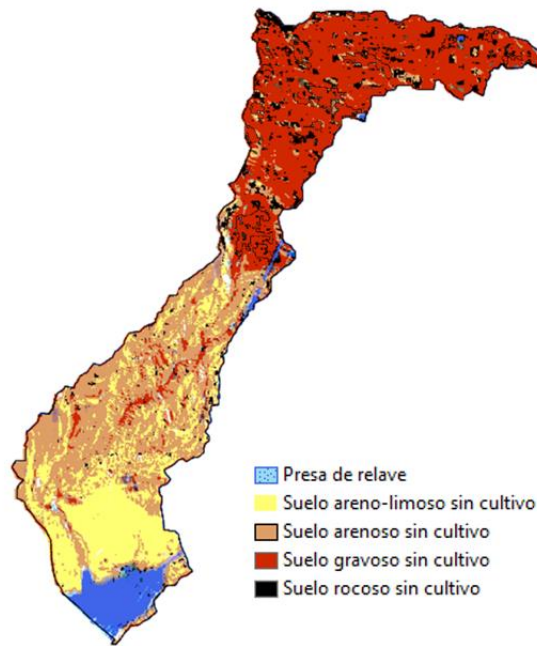 Presa de relave
Suelo areno-limoso sin cultivo
Suelo arenoso sin cultivo
Suelo gravoso sin cultivo
Suelo rocoso sin cultivo